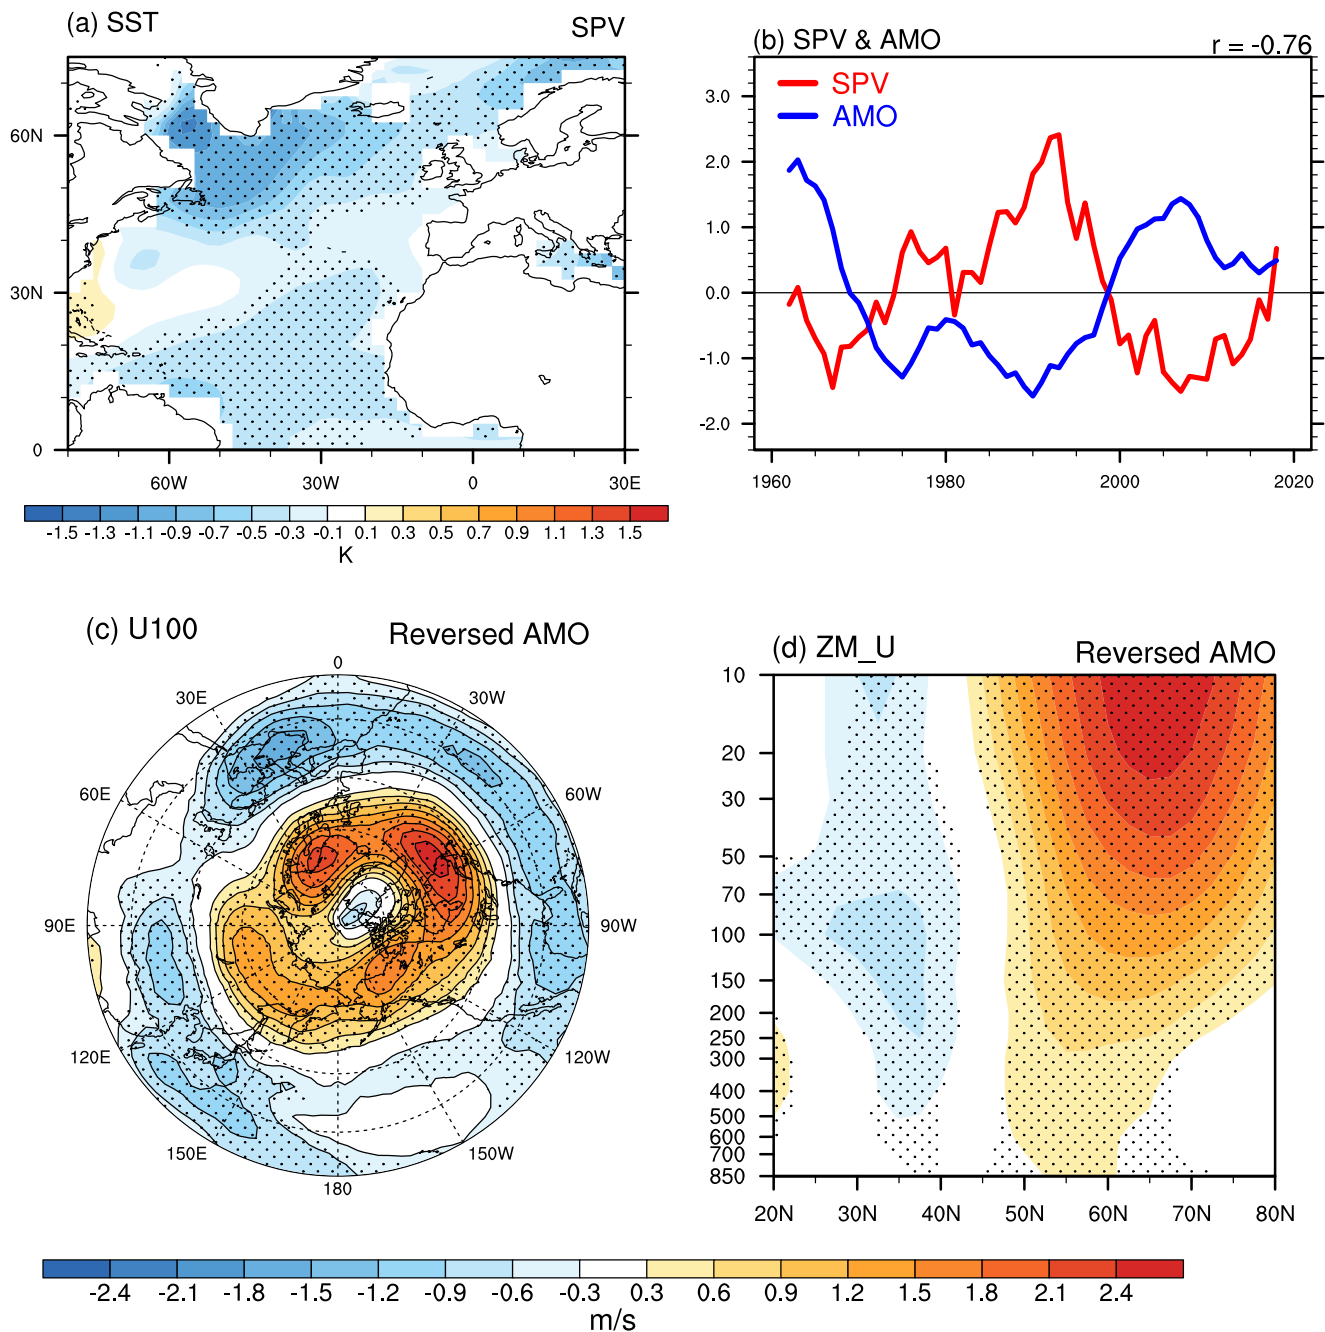 (a) SST SPV
60N
30N
0
60W 30W 0 30E
-1.5 -1.3 -1.1 -0.9 -0.7 -0.5 -0.3 -0.1 0.1 0.3 0.5 0.7 0.9 1.1 1.3 1.5
K
(b) SPV & AMO r = -0.76
SPV
AMO
3.0
2.0
1.0
0.0
-1.0
-2.0
1960 1980 2000 2020
(c) U100 Reversed AMO
0
30E 30W
60E 60W
90E 90W
120E 120W
150E 150W
180
(d) ZM_U Reversed AMO
10
20
30
50
70
100
150
200
250
300
400
500
600
700
850
20N 30N 40N 50N 60N 70N 80N
-2.4 -2.1 -1.8 -1.5 -1.2 -0.9 -0.6 -0.3 0.3 0.6 0.9 1.2 1.5 1.8 2.1 2.4
m/s